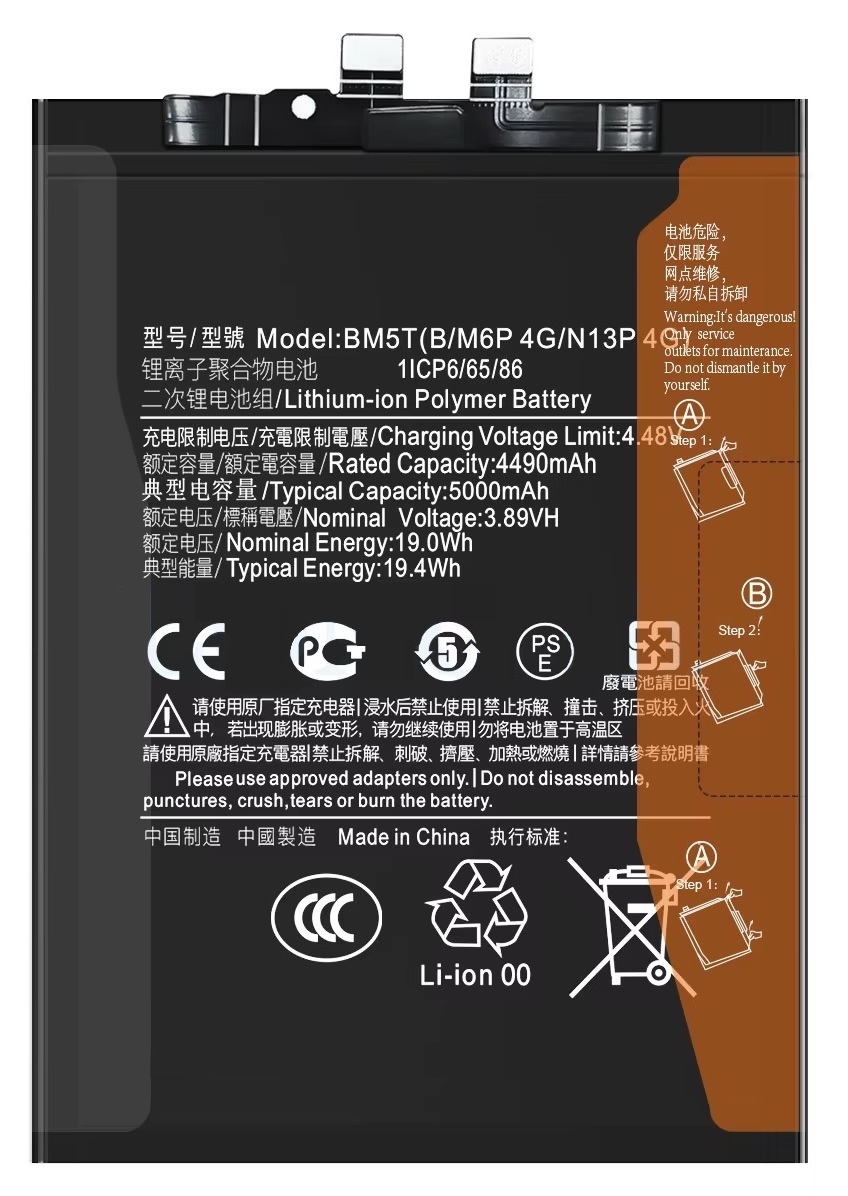 电池危险，
仅限服务
网点维修，
请勿私自拆卸
Warning:It's dangerous!
Only service
outlets for mainterance.
Do not dismantle it by
yourself.
型号/型號 Model:BM5T(B/M6P 4G/N13P 4G)
锂离子聚合物电池 1ICP6/65/86
二次锂电池组/Lithium-ion Polymer Battery
充电限制电压/充電限制電壓/Charging Voltage Limit:4.48V
额定容量/額定電容量/Rated Capacity:4490mAh
典型电容量/Typical Capacity:5000mAh
额定电压/標稱電壓/Nominal Voltage:3.89VH
额定电压/Nominal Energy:19.0Wh
典型能量/Typical Energy:19.4Wh
A
Step 1:
B
Step 2:
CE PC 5 PS
E
廢電池請回收
请使用原厂指定充电器|浸水后禁止使用|禁止拆解、撞击、挤压或投入火
中，若出现膨胀或变形，请勿继续使用|勿将电池置于高温区
請使用原廠指定充電器|禁止拆解、刺破、擠壓、加熱或燃燒|詳情請參考說明書
Please use approved adapters only.|Do not disassemble,
punctures, crush,tears or burn the battery.
中国制造 中國製造 Made in China 执行标准:
A
Step 1:
CCC
Li-ion 00